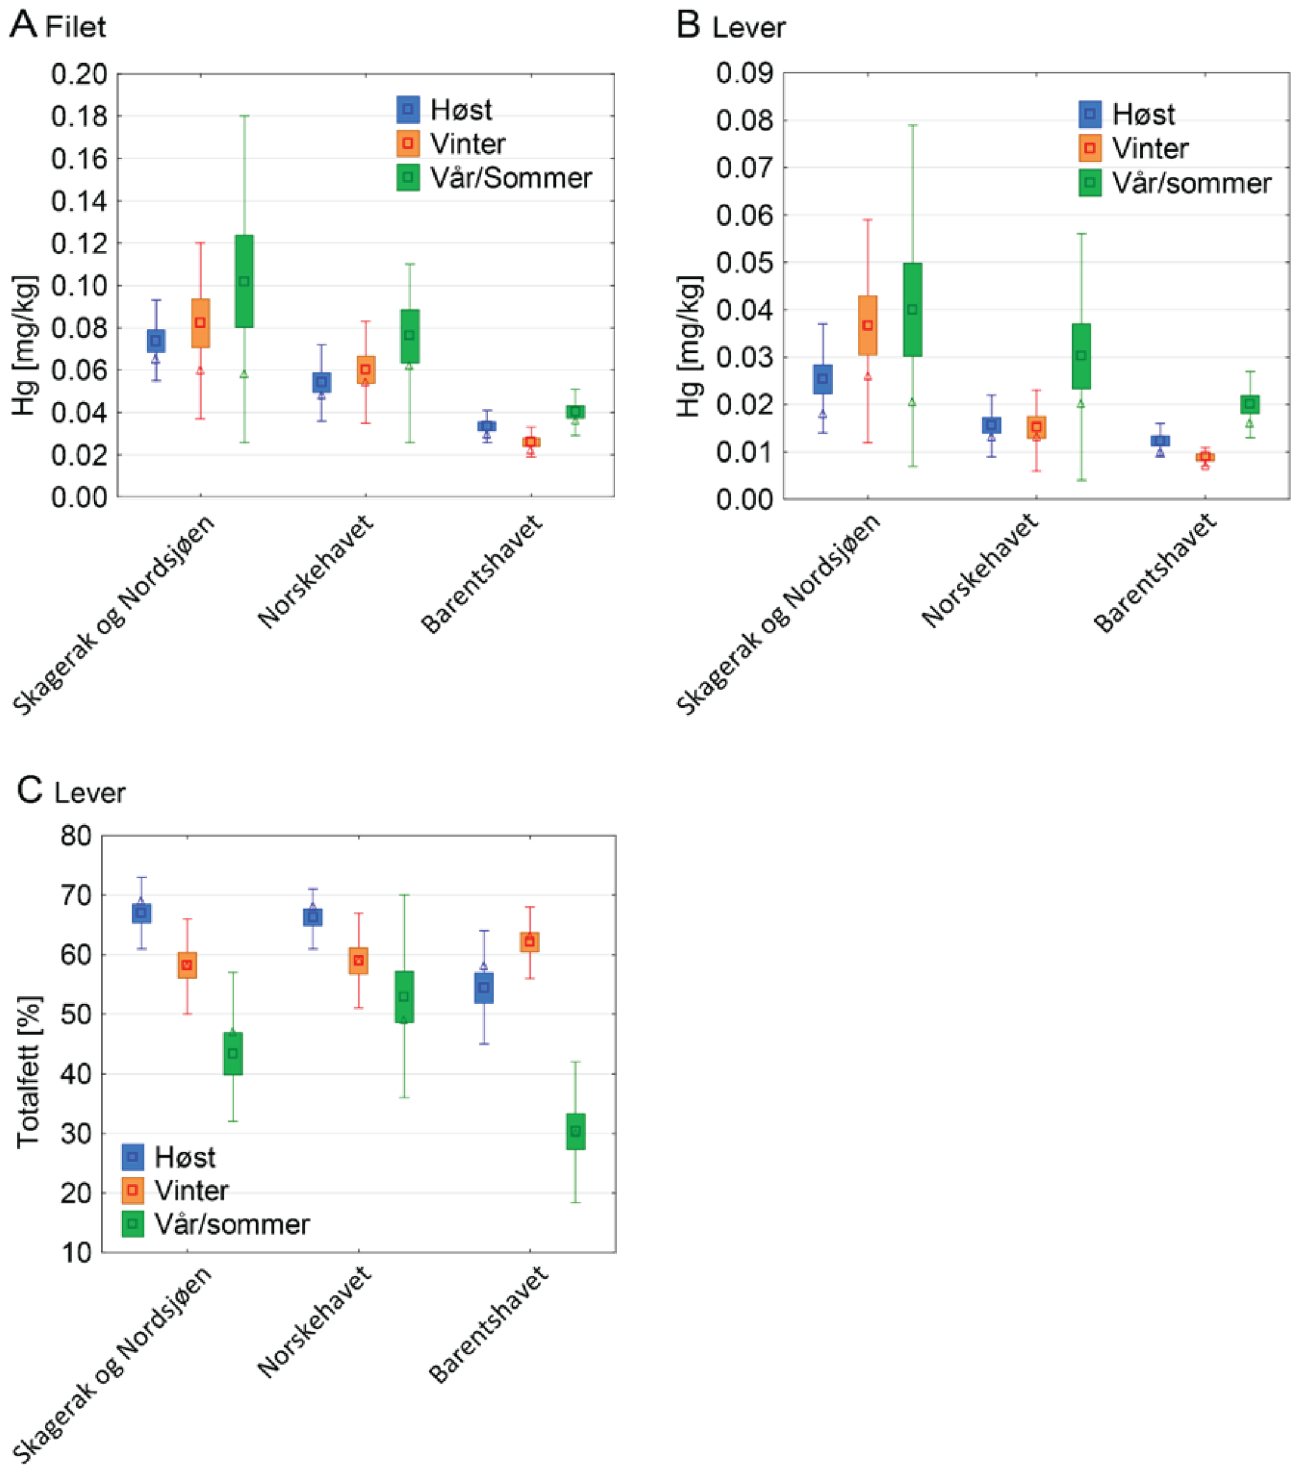 A Filet
0.20
0.18
0.16
0.14
0.12
0.10
0.08
0.06
0.04
0.02
0.00
Hg [mg/kg]
Høst
Vinter
Vår/Sommer
Skagerak og Nordsjøen
Norskehavet
Barentshavet
B Lever
0.09
0.08
0.07
0.06
0.05
0.04
0.03
0.02
0.01
0.00
Hg [mg/kg]
Høst
Vinter
Vår/sommer
Skagerak og Nordsjøen
Norskehavet
Barentshavet
C Lever
80
70
60
50
40
30
20
10
Totalfett [%]
Høst
Vinter
Vår/sommer
Skagerak og Nordsjøen
Norskehavet
Barentshavet